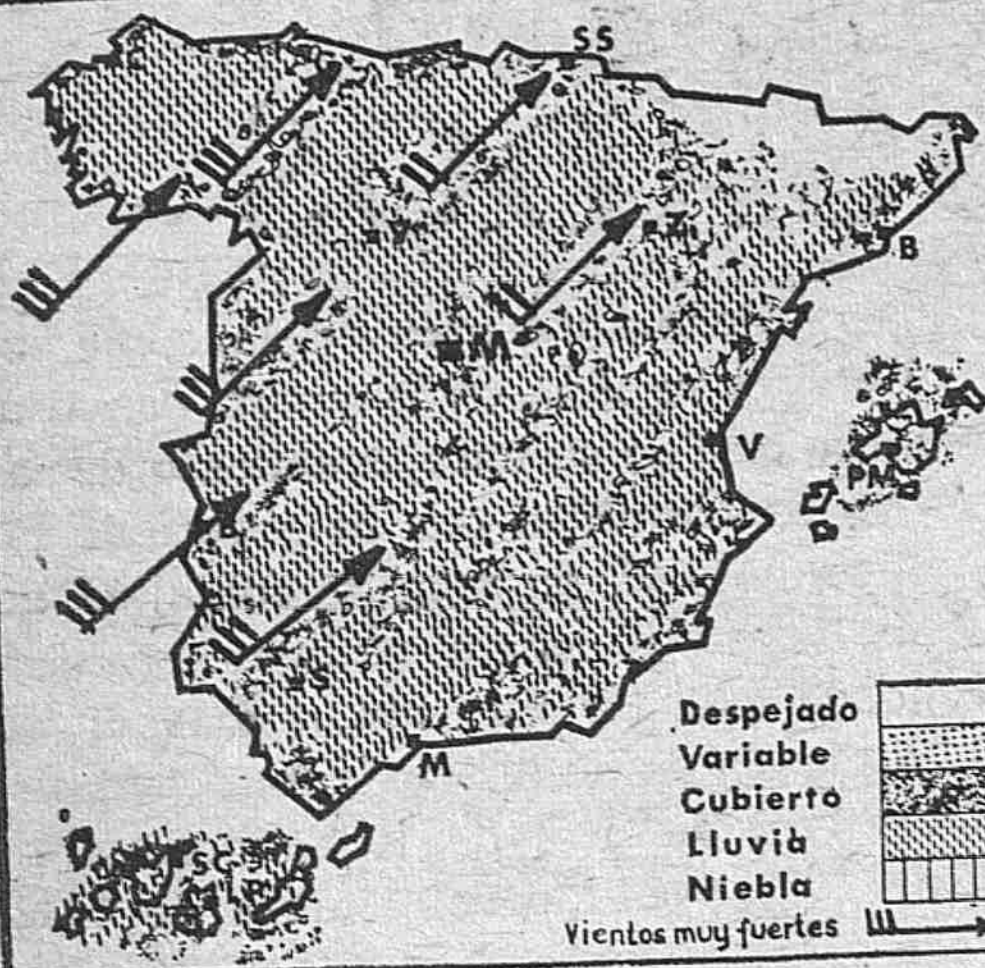 SS
V
Z
B
M
V
PM
S
M
SC
Despejado
Variable
Cubierto
Lluvia
Niebla
Vientos muy fuertes